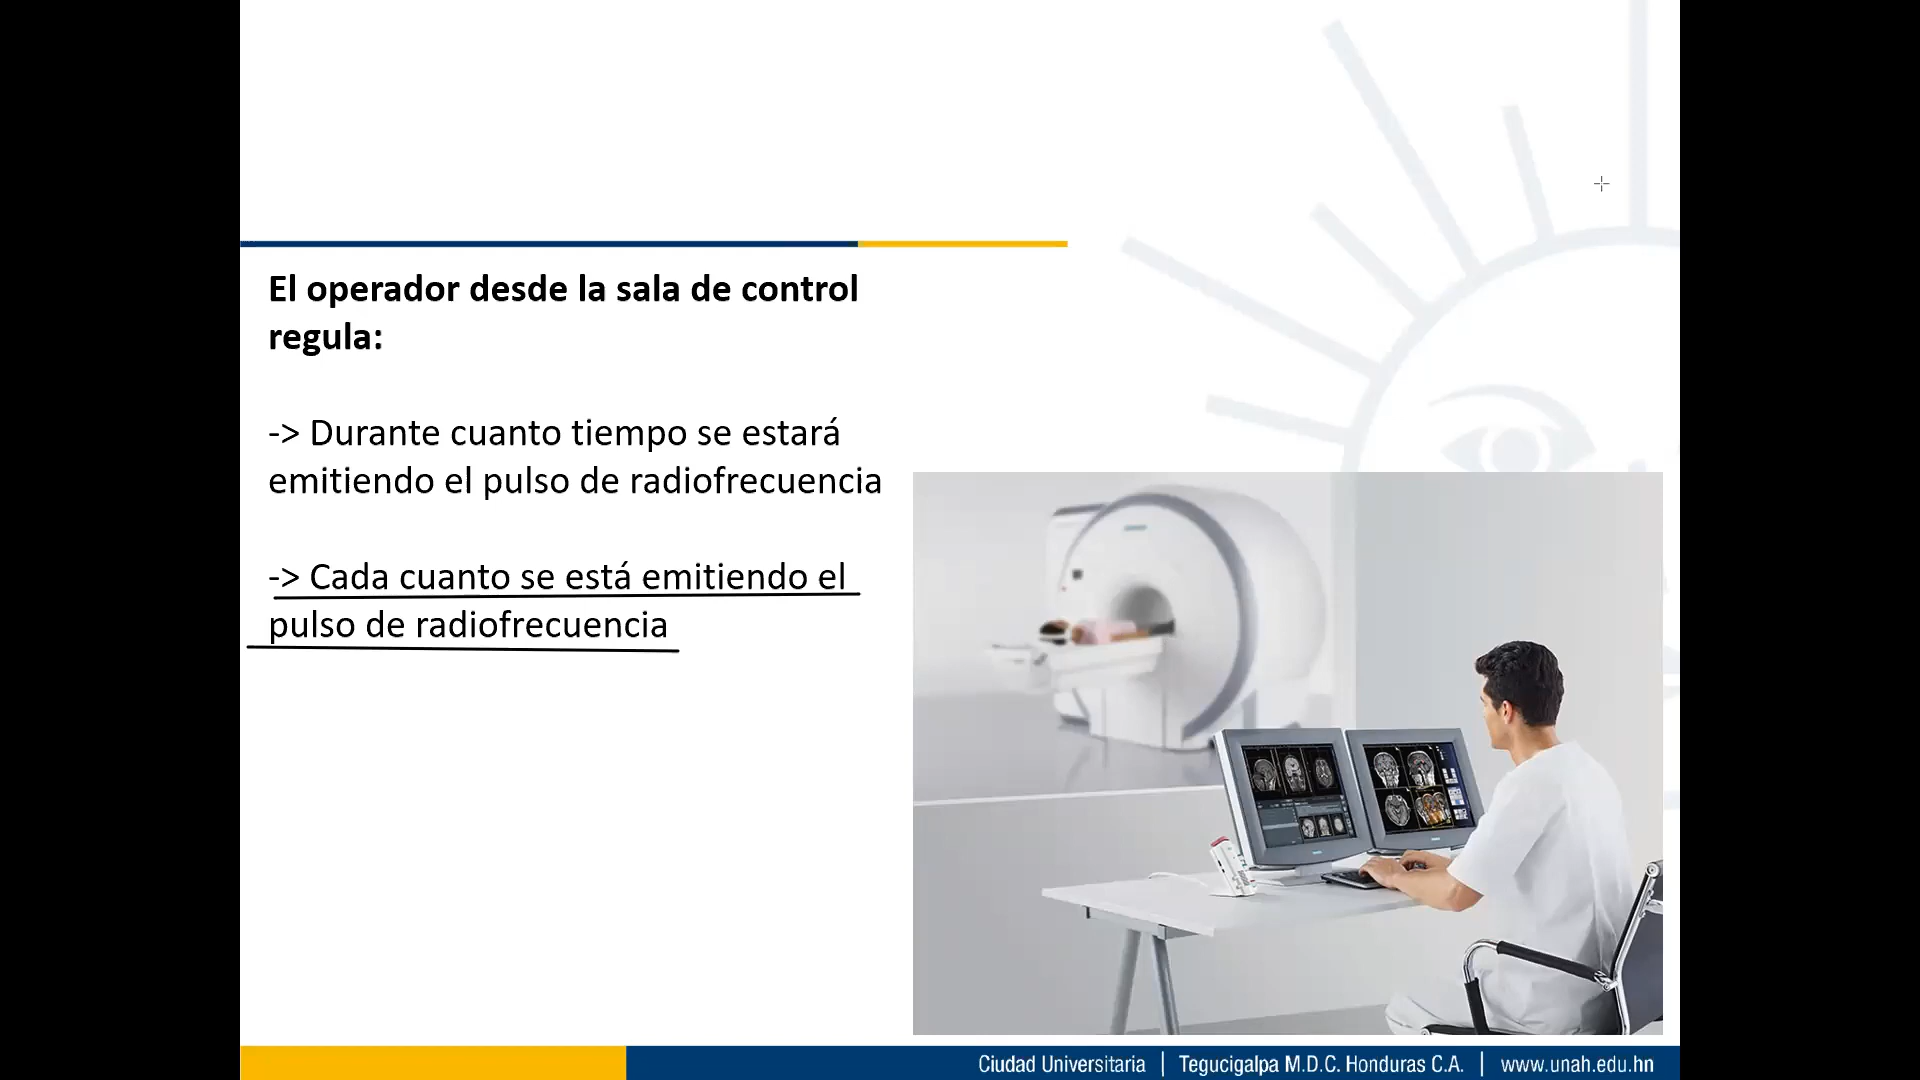 El operador desde la sala de control
regula:
-> Durante cuanto tiempo se estará
emitiendo el pulso de radiofrecuencia
-> Cada cuanto se está emitiendo el
pulso de radiofrecuencia
Ciudad Universitaria | Tegucigalpa M.D.C. Honduras C.A. | www.unah.edu.hn